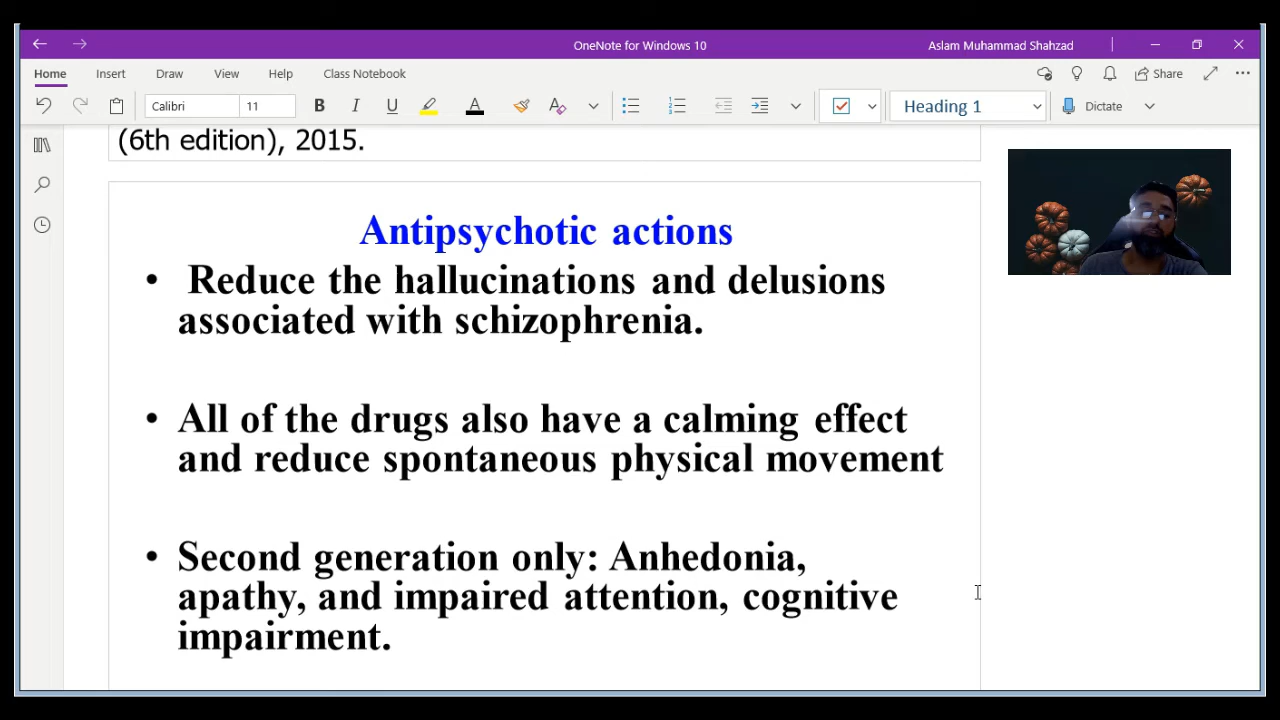 OneNote for Windows 10
Aslam Muhammad Shahzad
Home Insert Draw View Help Class Notebook
Share
Calibri 11 B I U A A Heading 1 Dictate
(6th edition), 2015.
Antipsychotic actions
• Reduce the hallucinations and delusions
associated with schizophrenia.
• All of the drugs also have a calming effect
and reduce spontaneous physical movement
• Second generation only: Anhedonia,
apathy, and impaired attention, cognitive
impairment.